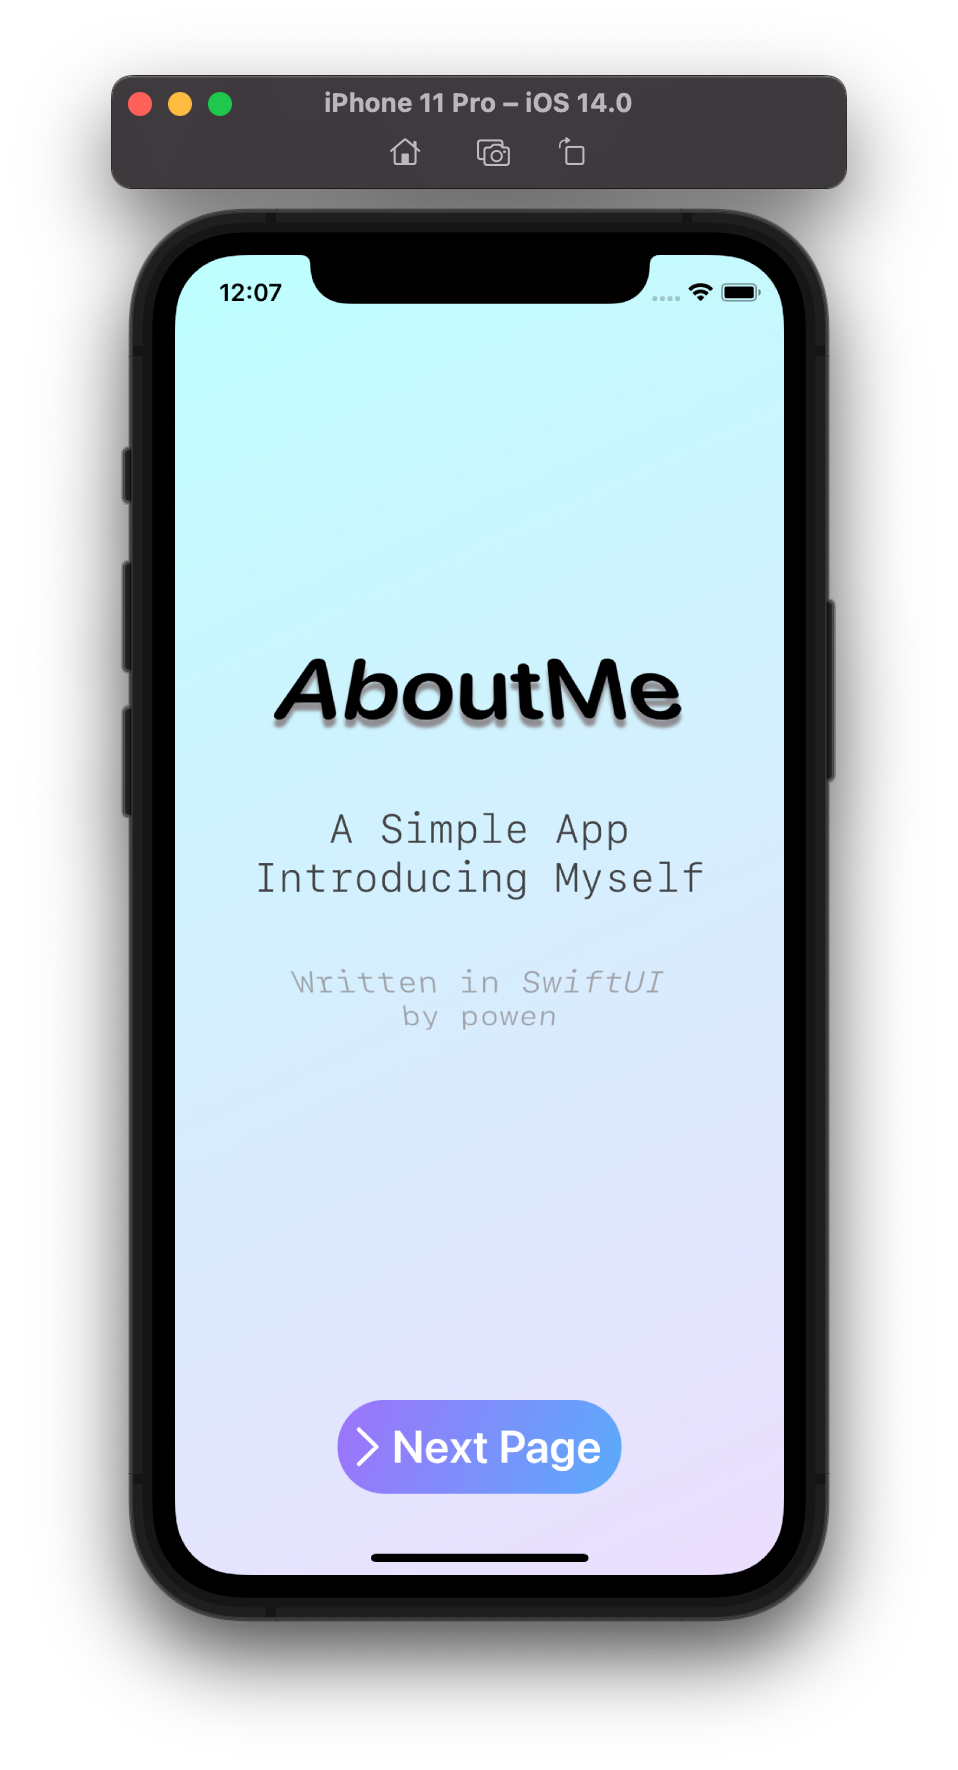 iPhone 11 Pro – iOS 14.0
12:07
AboutMe
A Simple App
Introducing Myself
Written in SwiftUI
by powen
Next Page